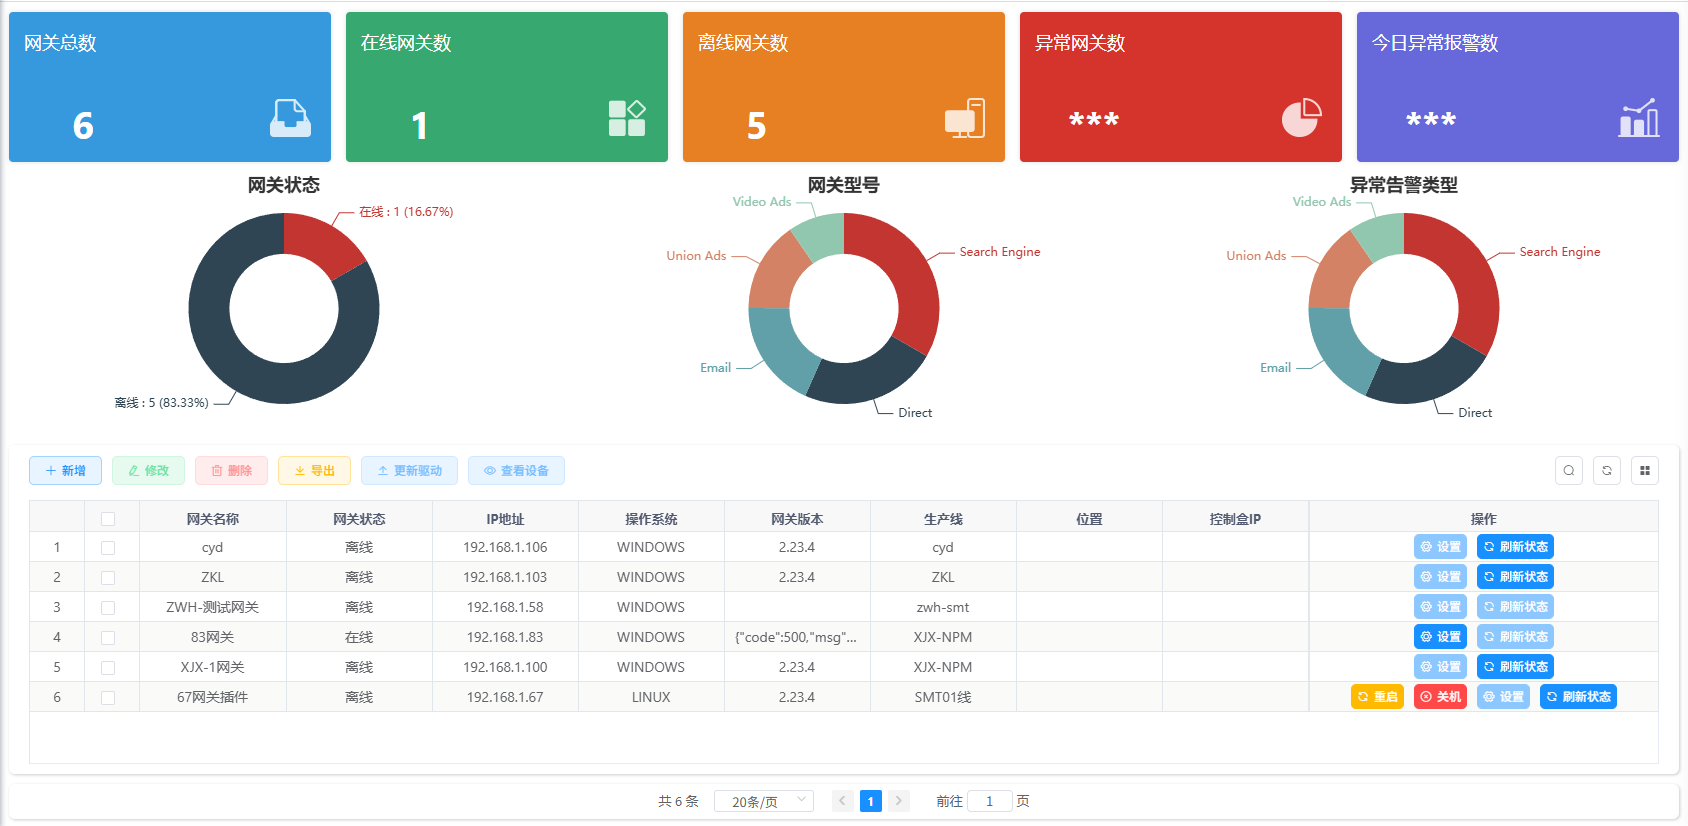 网关总数
6
在线网关数
1
离线网关数
5
异常网关数
***
今日异常报警数
***
网关状态
在线 : 1 (16.67%)
离线 : 5 (83.33%)
网关型号
Video Ads
Union Ads
Search Engine
Email
Direct
异常告警类型
Video Ads
Union Ads
Search Engine
Email
Direct
新增 修改 删除 导出 更新驱动 查看设备
网关名称 网关状态 IP地址 操作系统 网关版本 生产线 位置 控制盒IP 操作
1 cyd 离线 192.168.1.106 WINDOWS 2.23.4 cyd 设置 刷新状态
2 ZKL 离线 192.168.1.103 WINDOWS 2.23.4 ZKL 设置 刷新状态
3 ZWH-测试网关 离线 192.168.1.58 WINDOWS zwh-smt 设置 刷新状态
4 83网关 在线 192.168.1.83 WINDOWS {"code":500,"msg"... XJX-NPM 设置 刷新状态
5 XJX-1网关 离线 192.168.1.100 WINDOWS 2.23.4 XJX-NPM 设置 刷新状态
6 67网关插件 离线 192.168.1.67 LINUX 2.23.4 SMT01线 重启 关机 设置 刷新状态
共 6 条 20条/页 1 前往 1 页